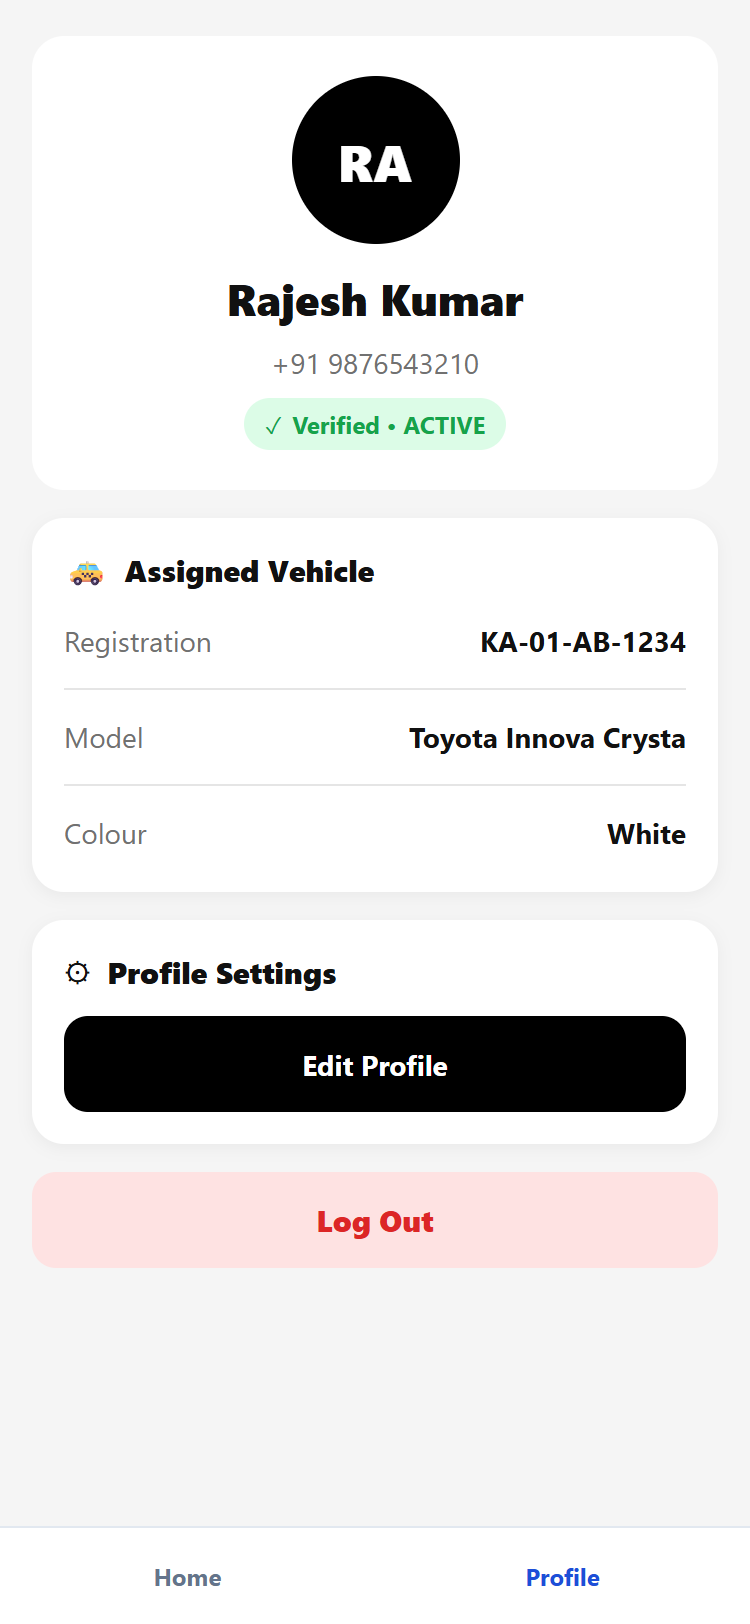 RA
Rajesh Kumar
+91 9876543210
✓ Verified • ACTIVE
🚕 Assigned Vehicle
Registration KA-01-AB-1234
Model Toyota Innova Crysta
Colour White
⚙ Profile Settings
Edit Profile
Log Out
Home Profile